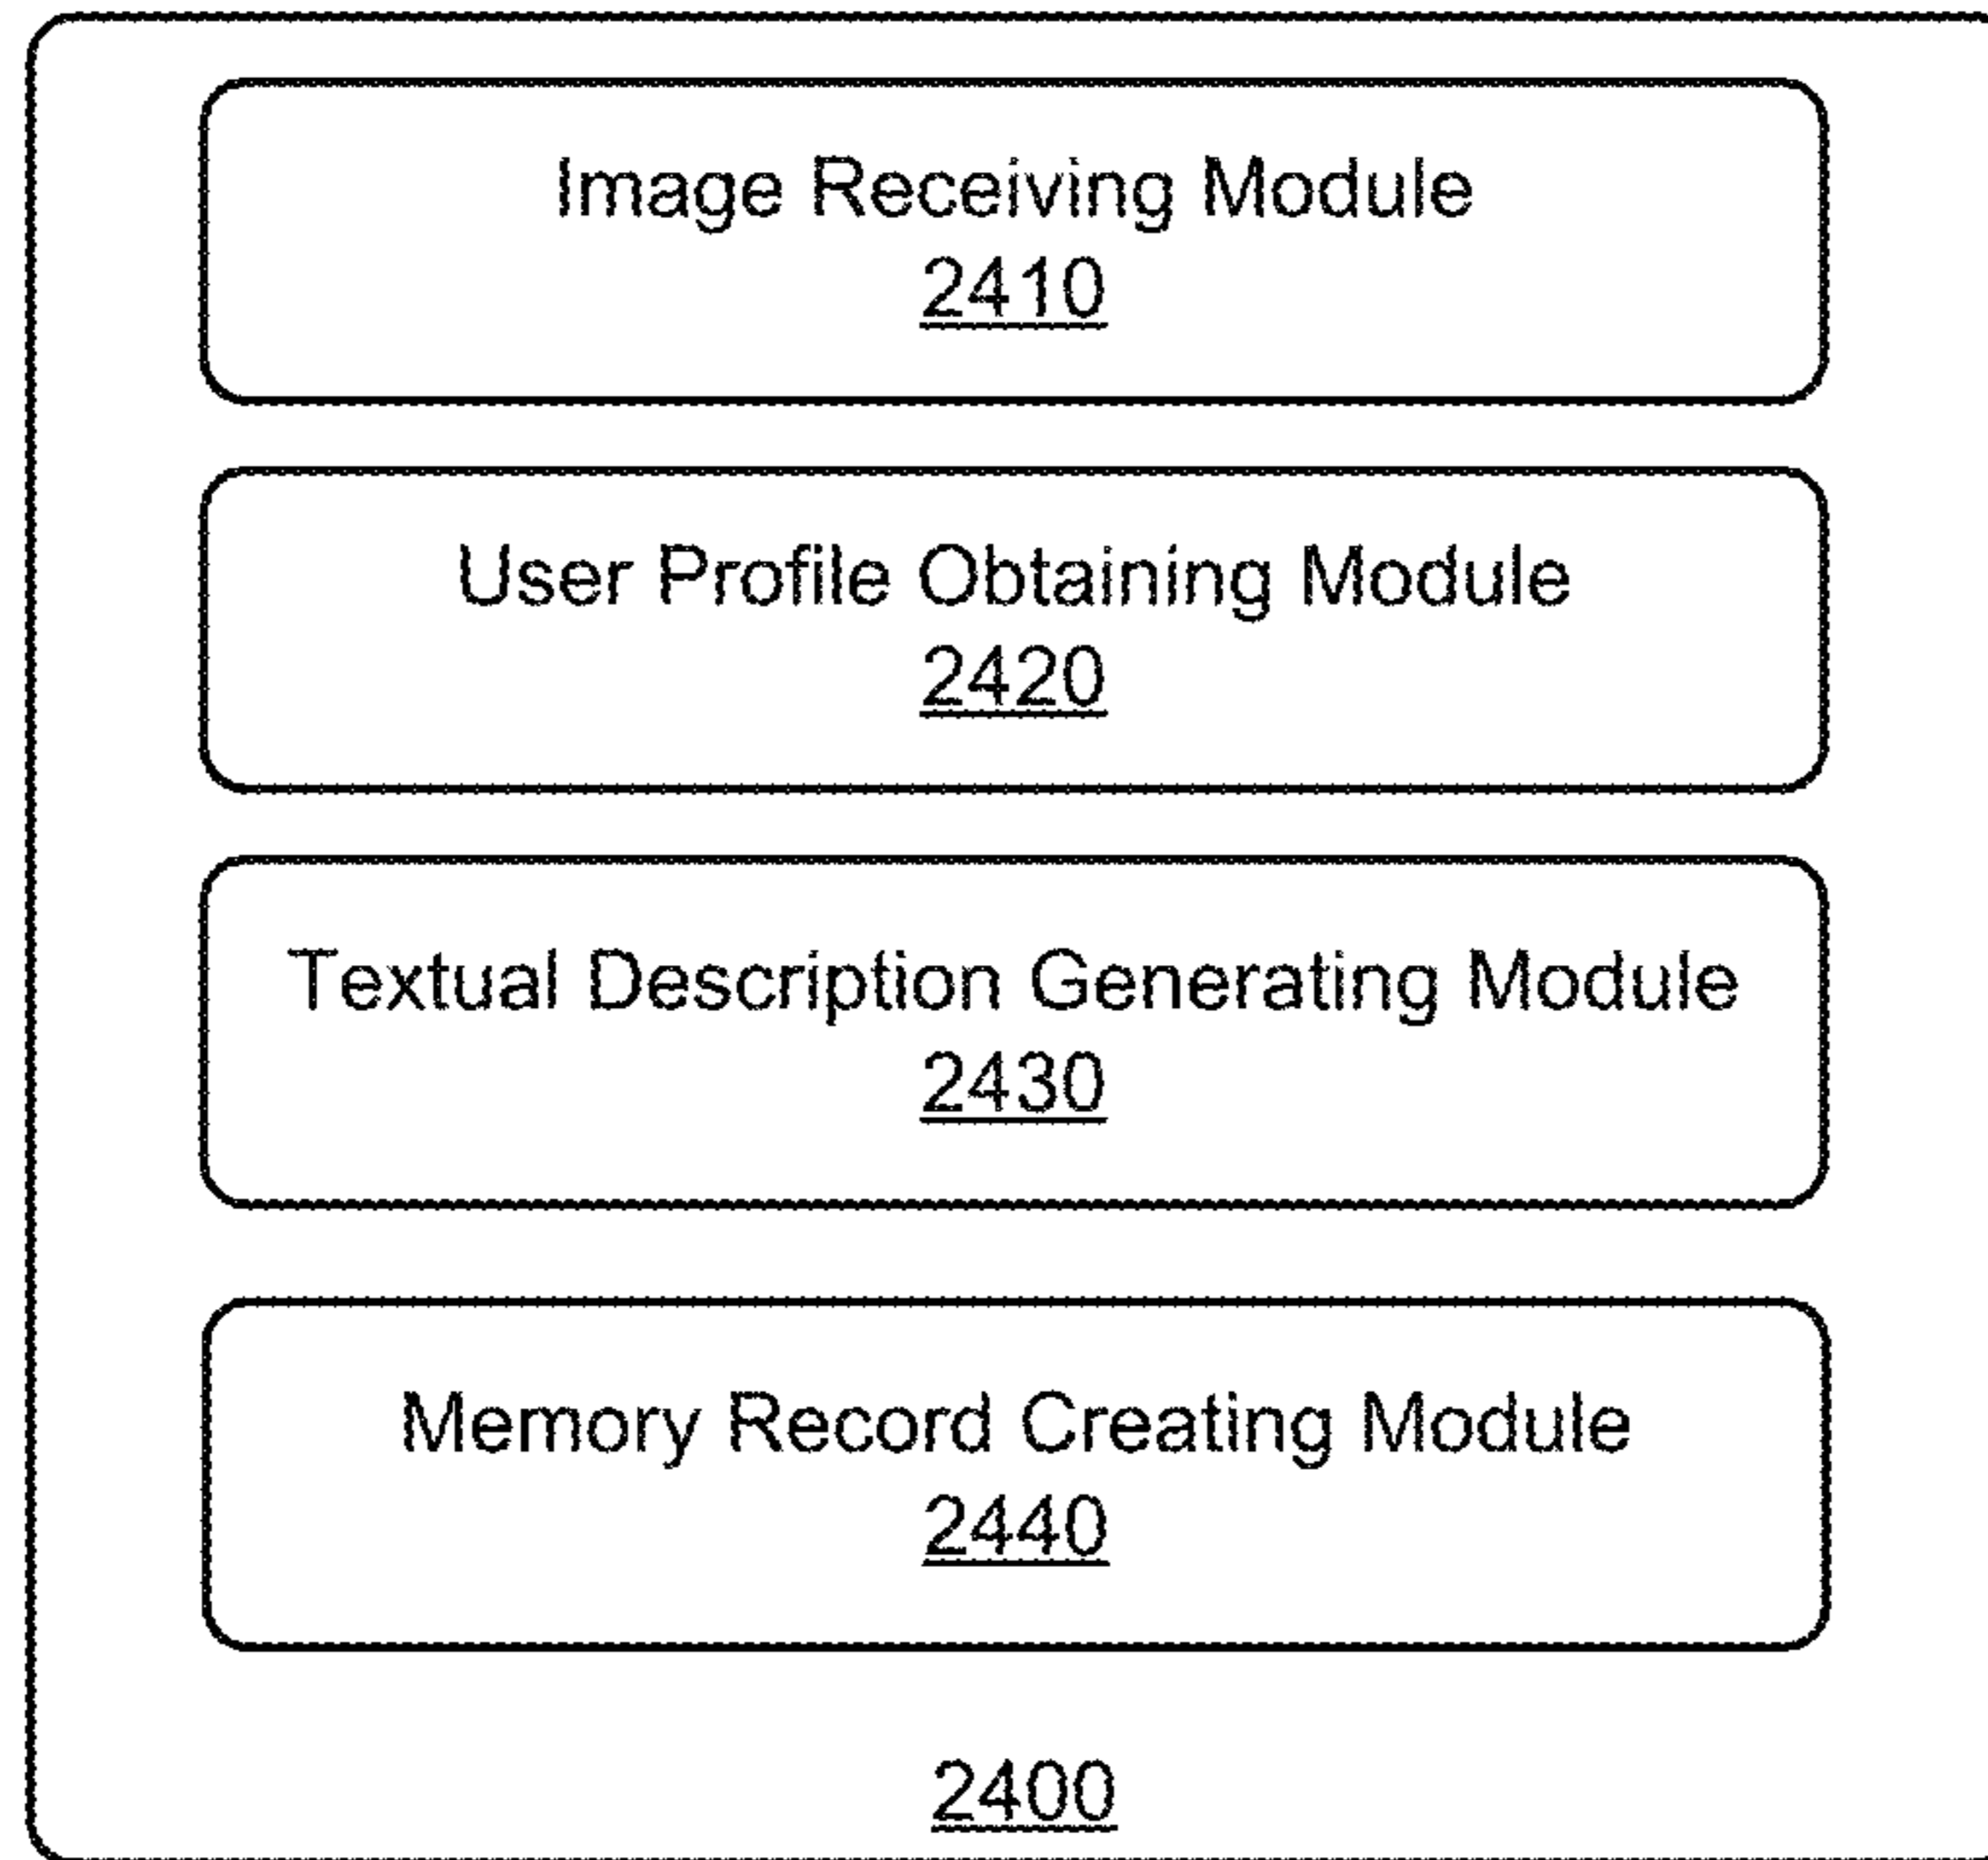 Image Receiving Module
2410
User Profile Obtaining Module
2420
Textual Description Generating Module
2430
Memory Record Creating Module
2440
2400